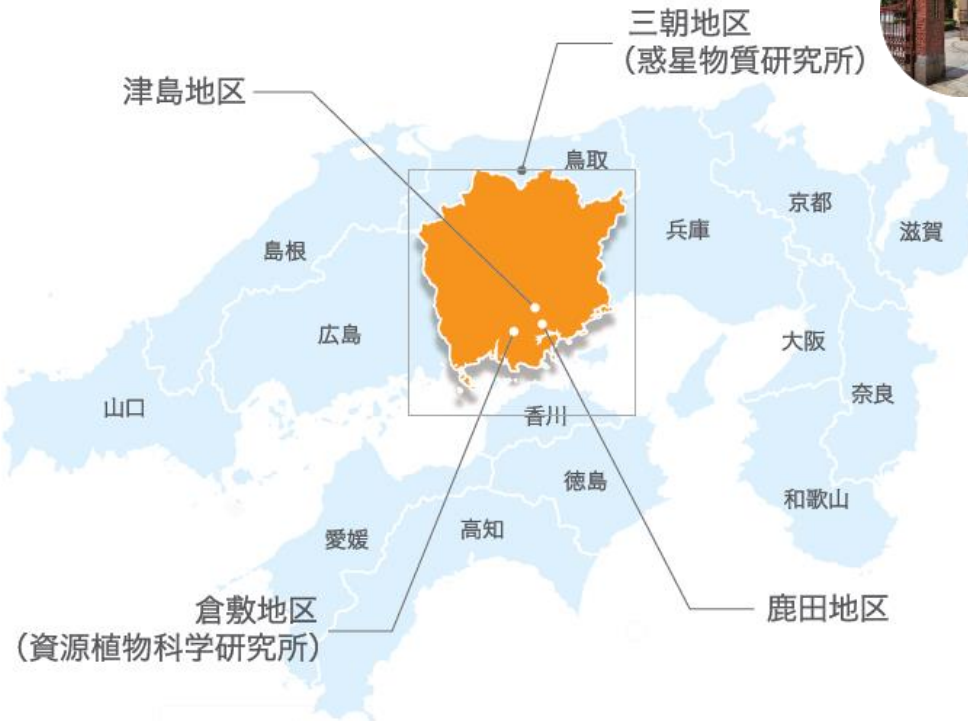 三朝地区
（惑星物質研究所）
津島地区
鳥取
京都
滋賀
兵庫
島根
広島
大阪
奈良
山口
香川
徳島
和歌山
高知
愛媛
倉敷地区
（資源植物科学研究所）
鹿田地区